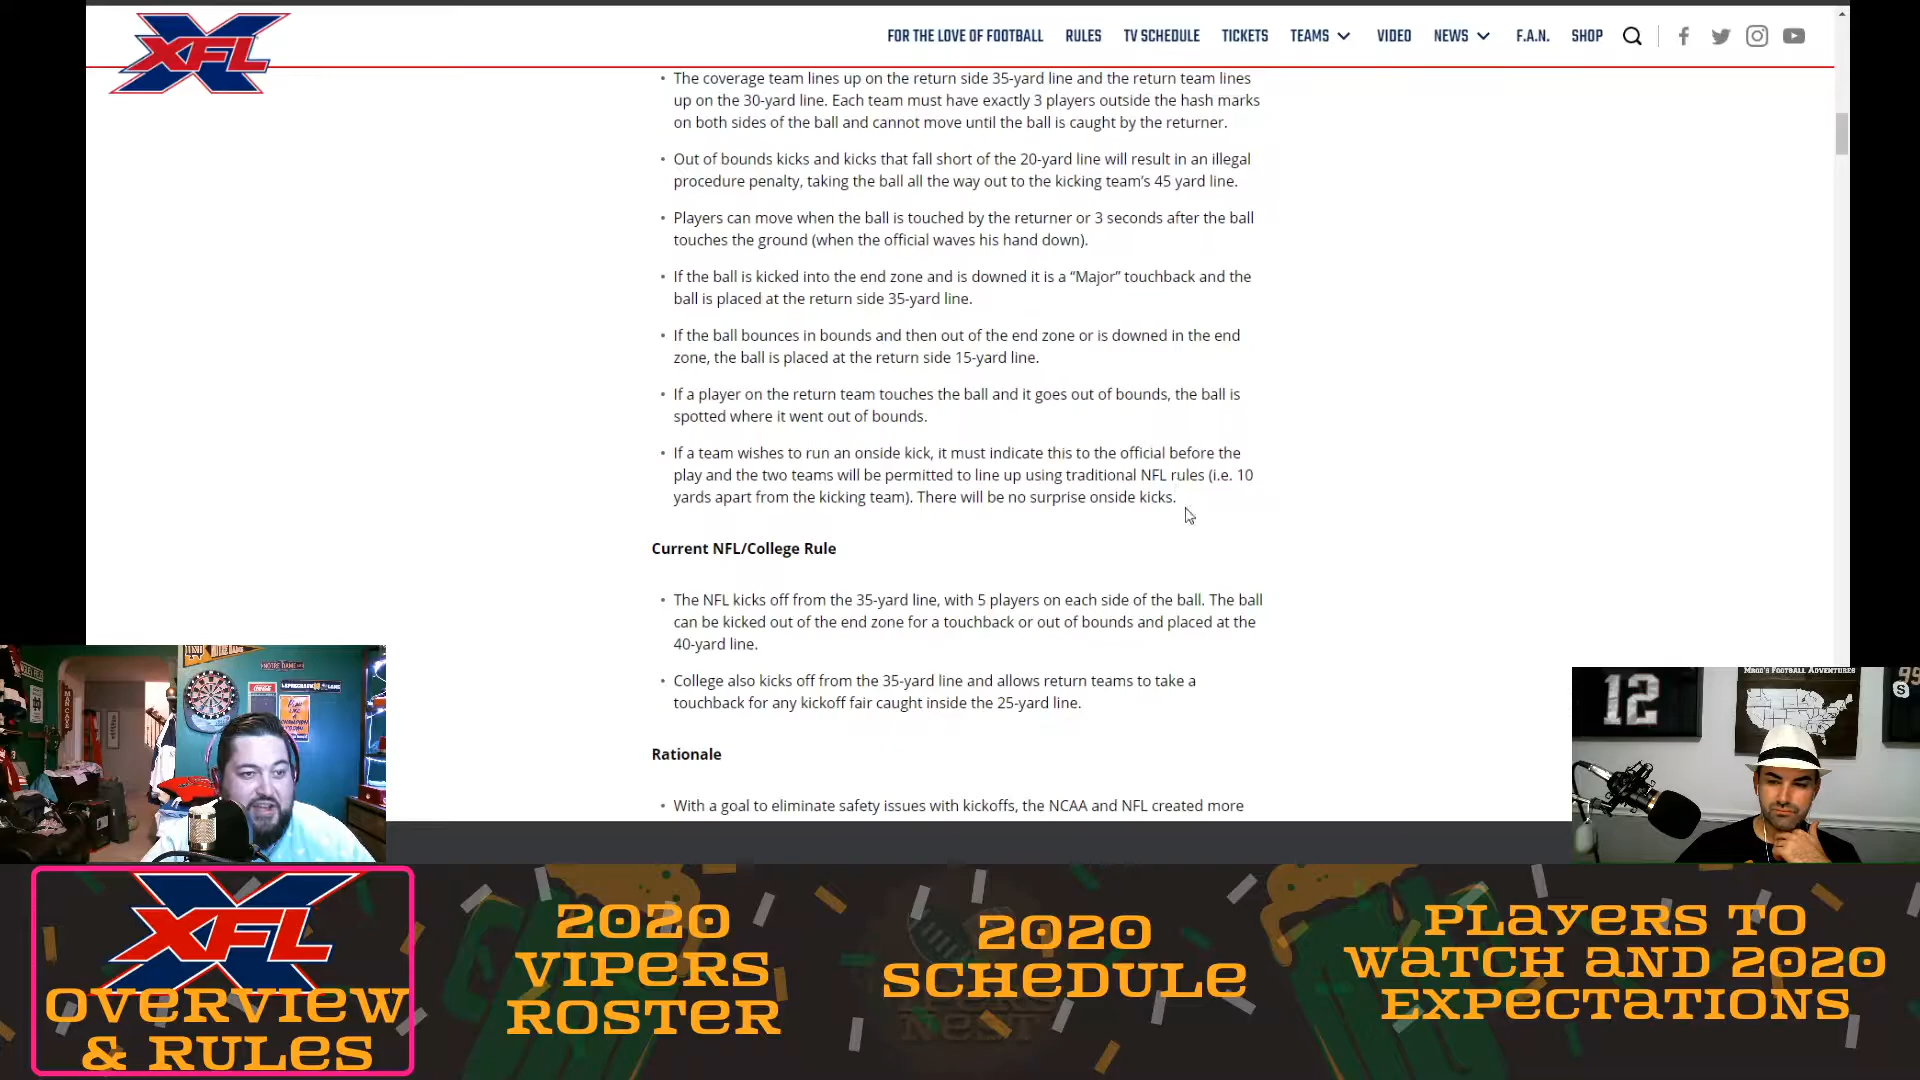 XFL
FOR THE LOVE OF FOOTBALL RULES TV SCHEDULE TICKETS TEAMS VIDEO NEWS F.A.N. SHOP
• The coverage team lines up on the return side 35-yard line and the return team lines
up on the 30-yard line. Each team must have exactly 3 players outside the hash marks
on both sides of the ball and cannot move until the ball is caught by the returner.
• Out of bounds kicks and kicks that fall short of the 20-yard line will result in an illegal
procedure penalty, taking the ball all the way out to the kicking team's 45 yard line.
• Players can move when the ball is touched by the returner or 3 seconds after the ball
touches the ground (when the official waves his hand down).
• If the ball is kicked into the end zone and is downed it is a “Major” touchback and the
ball is placed at the return side 35-yard line.
• If the ball bounces in bounds and then out of the end zone or is downed in the end
zone, the ball is placed at the return side 15-yard line.
• If a player on the return team touches the ball and it goes out of bounds, the ball is
spotted where it went out of bounds.
• If a team wishes to run an onside kick, it must indicate this to the official before the
play and the two teams will be permitted to line up using traditional NFL rules (i.e. 10
yards apart from the kicking team). There will be no surprise onside kicks.
Current NFL/College Rule
• The NFL kicks off from the 35-yard line, with 5 players on each side of the ball. The ball
can be kicked out of the end zone for a touchback or out of bounds and placed at the
40-yard line.
• College also kicks off from the 35-yard line and allows return teams to take a
touchback for any kickoff fair caught inside the 25-yard line.
Rationale
• With a goal to eliminate safety issues with kickoffs, the NCAA and NFL created more
NOTRE DAME
MAN CAVE
PLAY LIKE A CHAMPION TODAY
12
FOOTBALL ADVENTURES
99
XFL
OVERVIEW
& RULES
2020
VIPERS
ROSTER
2020
SCHEDULE
NEST
PLAYERS TO
WATCH AND 2020
EXPECTATIONS